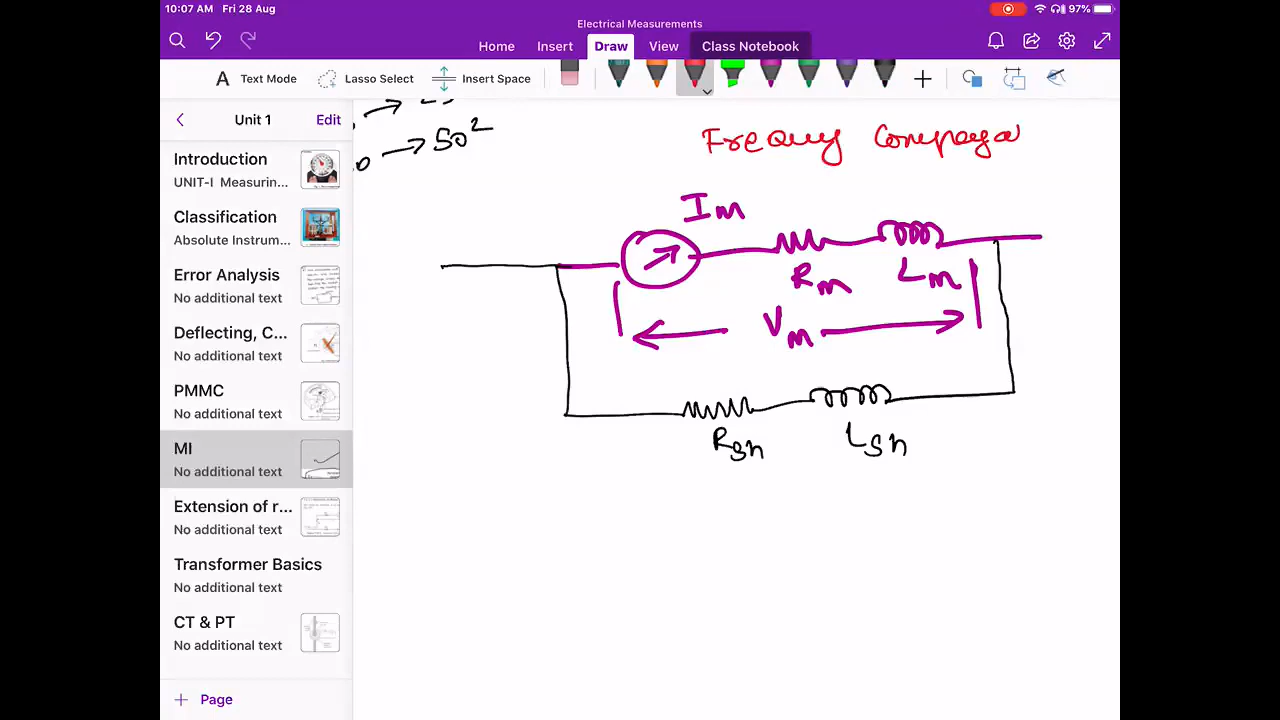 10:07 AM Fri 28 Aug
97%
Electrical Measurements
Home Insert Draw View Class Notebook
A Text Mode Lasso Select Insert Space
Unit 1 Edit
Introduction
UNIT-I Measurin...
Classification
Absolute Instrum...
Error Analysis
No additional text
Deflecting, C...
No additional text
PMMC
No additional text
MI
No additional text
Extension of r...
No additional text
Transformer Basics
No additional text
CT & PT
No additional text
+ Page
→ 50²
Im
Rm Lm
Vm
Rsh Lsh